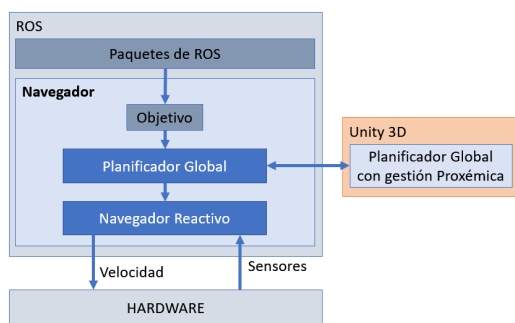 ROS
Paquetes de ROS
Navegador
Objetivo
Planificador Global
Navegador Reactivo
Unity 3D
Planificador Global
con gestión Proxémica
Velocidad
Sensores
HARDWARE